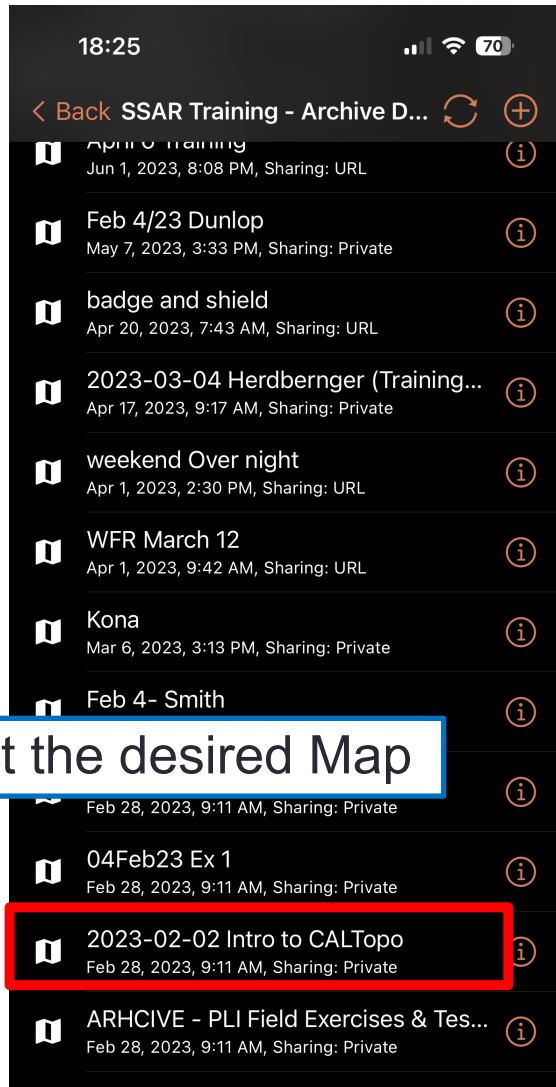 18:25
70
Back SSAR Training - Archive D...
April 6 Training
Jun 1, 2023, 8:08 PM, Sharing: URL
Feb 4/23 Dunlop
May 7, 2023, 3:33 PM, Sharing: Private
badge and shield
Apr 20, 2023, 7:43 AM, Sharing: URL
2023-03-04 Herdbernger (Training...
Apr 17, 2023, 9:17 AM, Sharing: Private
weekend Over night
Apr 1, 2023, 2:30 PM, Sharing: URL
WFR March 12
Apr 1, 2023, 9:42 AM, Sharing: URL
Kona
Mar 6, 2023, 3:13 PM, Sharing: Private
Feb 4- Smith
t the desired Map
Feb 28, 2023, 9:11 AM, Sharing: Private
04Feb23 Ex 1
Feb 28, 2023, 9:11 AM, Sharing: Private
2023-02-02 Intro to CALTopo
Feb 28, 2023, 9:11 AM, Sharing: Private
ARHCIVE - PLI Field Exercises & Tes...
Feb 28, 2023, 9:11 AM, Sharing: Private